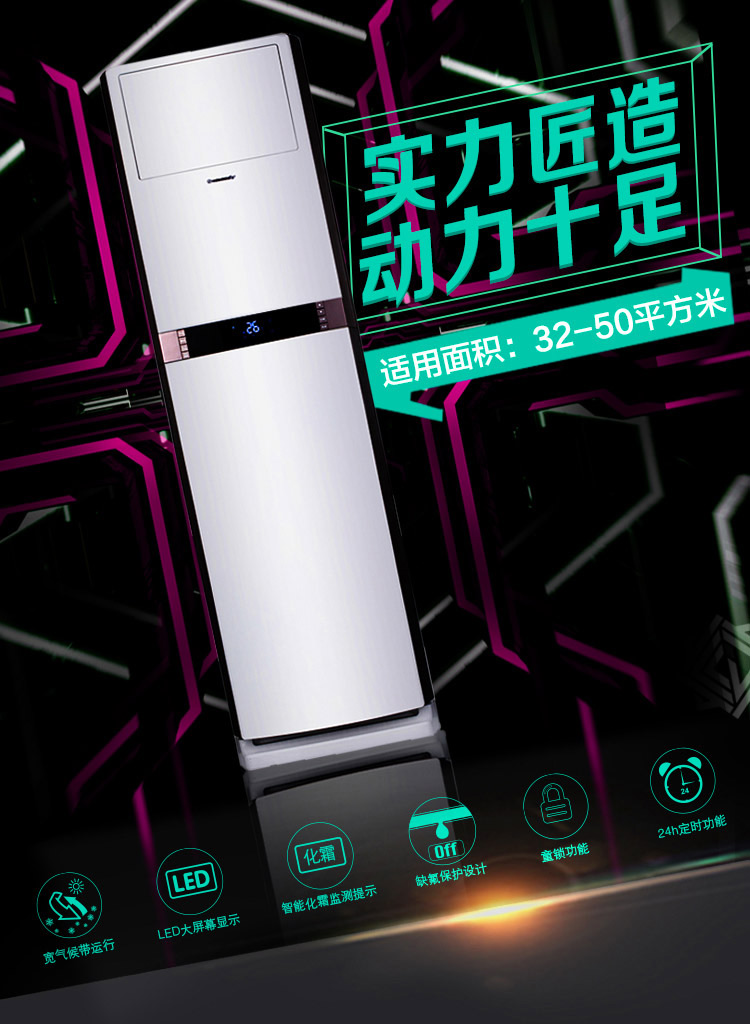 实力匠造
动力十足
适用面积：32-50平方米
26
24
Off
化霜
LED
24h定时功能
童锁功能
缺氟保护设计
智能化霜监测提示
LED大屏幕显示
宽气候带运行